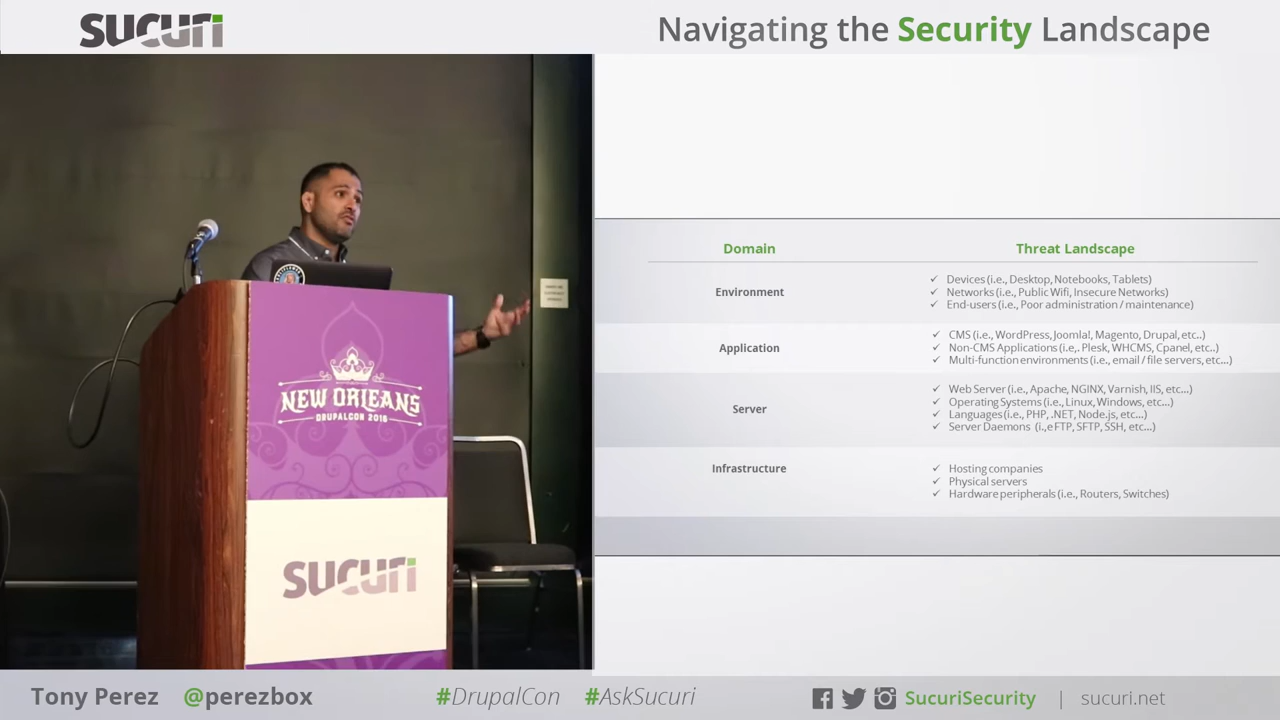 sucuri
Navigating the Security Landscape
NEW ORLEANS
DRUPALCON 2016
sucuri
Domain
Threat Landscape
Environment
✓ Devices (i.e., Desktop, Notebooks, Tablets)
✓ Networks (i.e., Public Wifi, Insecure Networks)
✓ End-users (i.e., Poor administration / maintenance)
Application
✓ CMS (i.e., WordPress, Joomla!, Magento, Drupal, etc..)
✓ Non-CMS Applications (i.e,. Plesk, WHCMS, Cpanel, etc..)
✓ Multi-function environments (i.e., email / file servers, etc...)
Server
✓ Web Server (i.e., Apache, NGINX, Varnish, IIS, etc...)
✓ Operating Systems (i.e., Linux, Windows, etc...)
✓ Languages (i.e., PHP, .NET, Node.js, etc...)
✓ Server Daemons (i.,e FTP, SFTP, SSH, etc...)
Infrastructure
✓ Hosting companies
✓ Physical servers
✓ Hardware peripherals (i.e., Routers, Switches)
Tony Perez @perezbox #DrupalCon #AskSucuri SucuriSecurity | sucuri.net